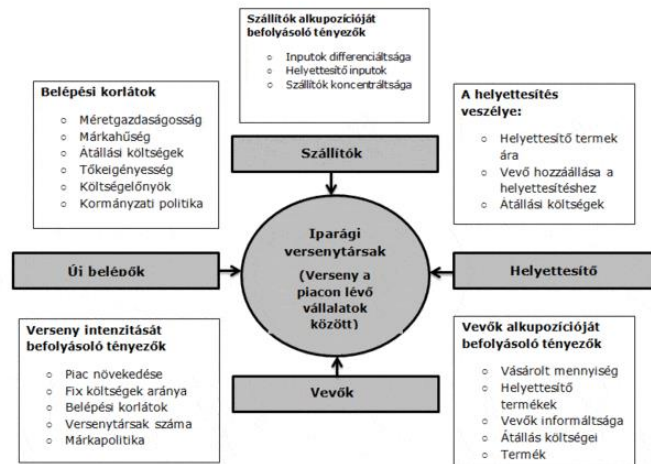 Szállítók alkupozícióját
befolyásoló tényezők
Inputok differenciáltsága
Helyettesítő inputok
Szállítók koncentráltsága
Belépési korlátok
Méretgazdaságosság
Márkahűség
Átállási költségek
Tőkeigényesség
Költségelőnyök
Kormányzati politika
A helyettesítés
veszélye:
Helyettesítő termek
ára
Vevő hozzáállása a
helyettesítéshez
Átállási költségek
Szállítók
Iparági
versenytársak
(Verseny a
piacon lévő
vállalatok
között)
Új belépők
Helyettesítő
Vevők
Verseny intenzitását
befolyásoló tényezők
Piac növekedése
Fix költségek aránya
Belépési korlátok
Versenytársak száma
Márkapolitika
Vevők alkupozícióját
befolyásoló tényezők
Vásárolt mennyiség
Helyettesítő
termékek
Vevők informáltsága
Átállás költségei
Termék